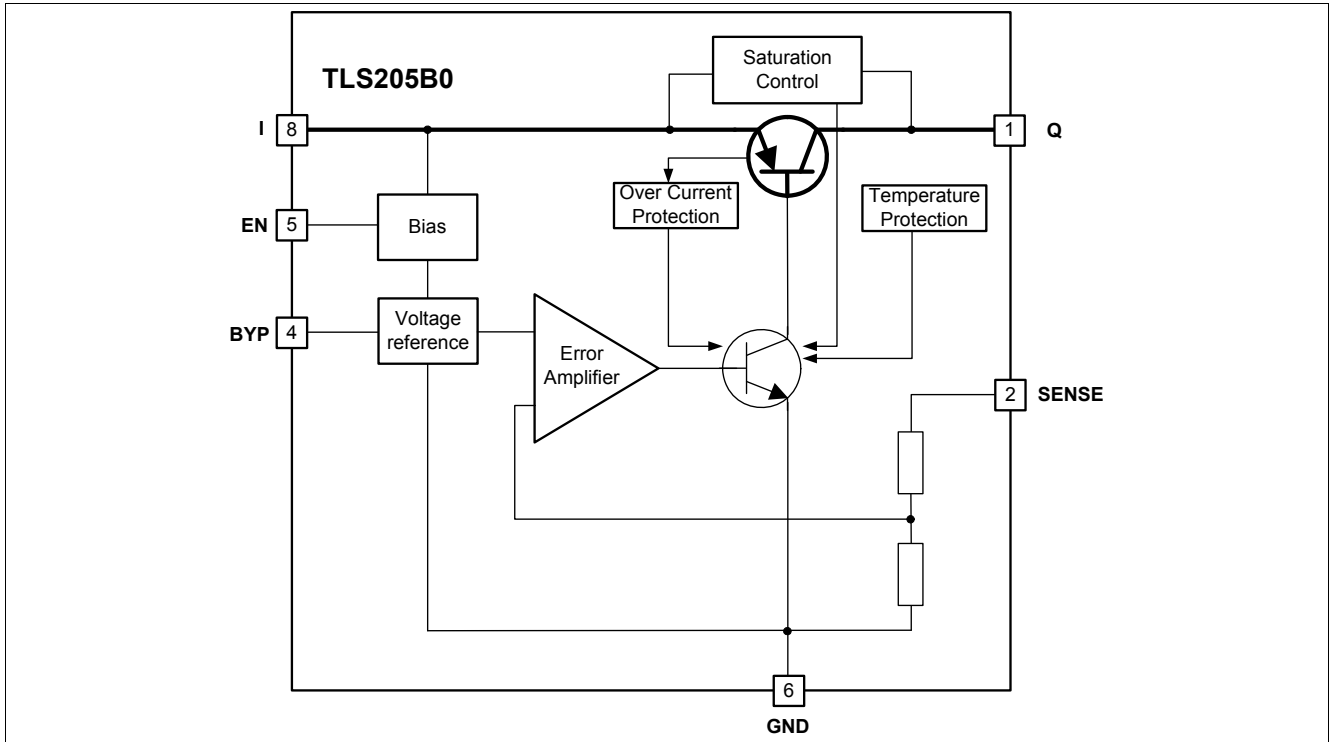 Saturation
Control
TLS205B0
I
8
1
Q
Over Current
Protection
Temperature
Protection
EN
5
Bias
BYP
4
Voltage
reference
Error
Amplifier
2
SENSE
6
GND